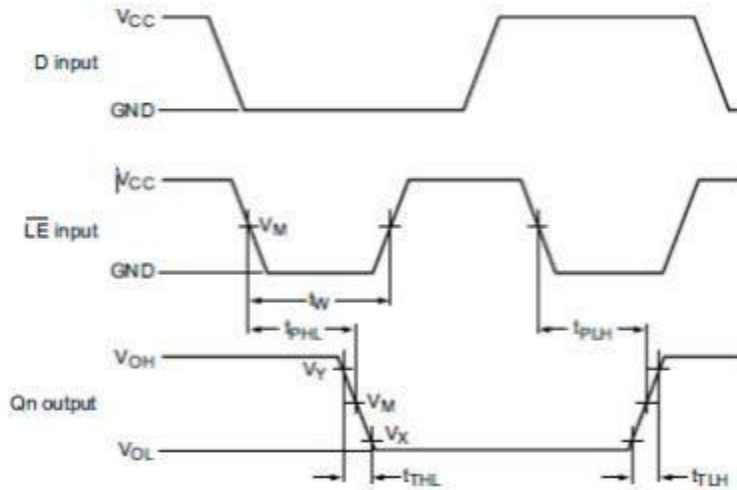 VCC
D input
GND
VCC
LE input
VM
GND
tW
tPHL
tPLH
VOH
VY
Qn output
VM
VX
VOL
tTHL
tTLH